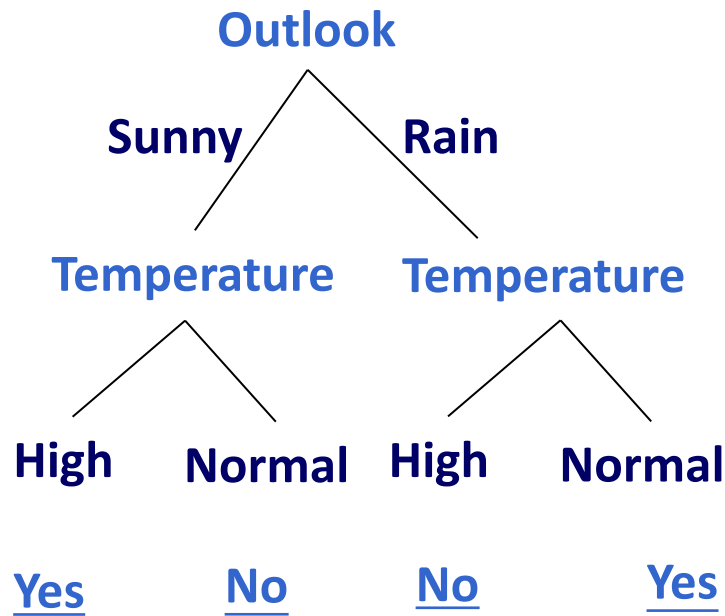 Outlook
Sunny Rain
Temperature Temperature
High Normal High Normal
Yes No No Yes